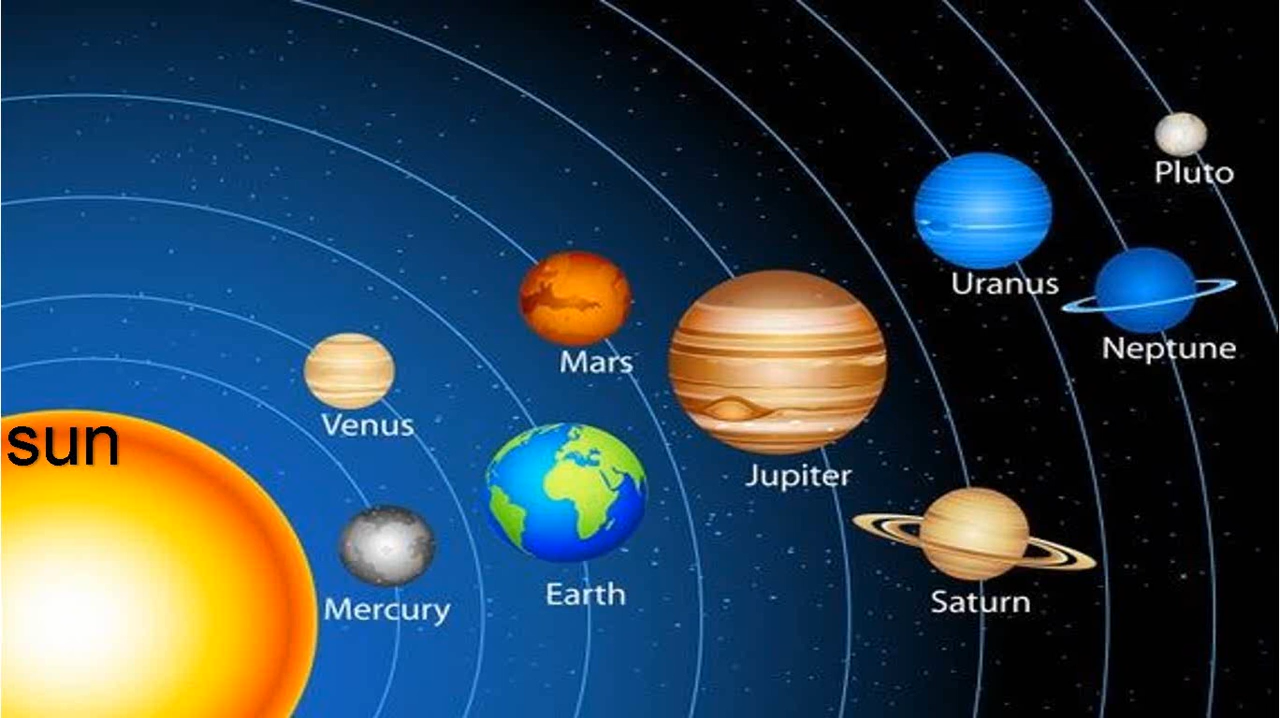 sun
Mercury
Venus
Earth
Mars
Jupiter
Saturn
Uranus
Neptune
Pluto